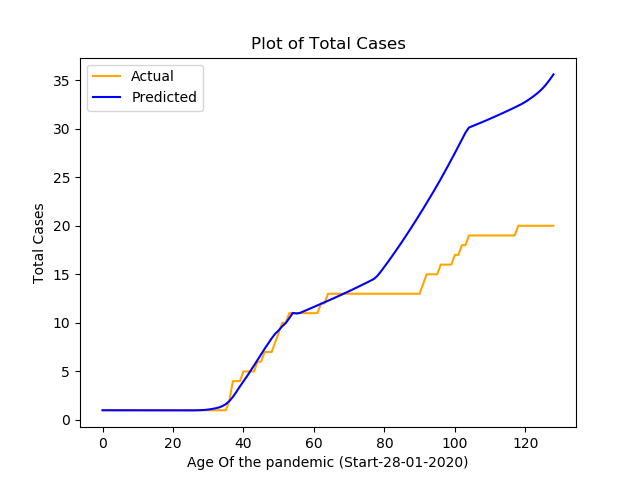 Plot of Total Cases
Actual
Predicted
35
30
25
20
15
10
5
0
Total Cases
0 20 40 60 80 100 120
Age Of the pandemic (Start-28-01-2020)